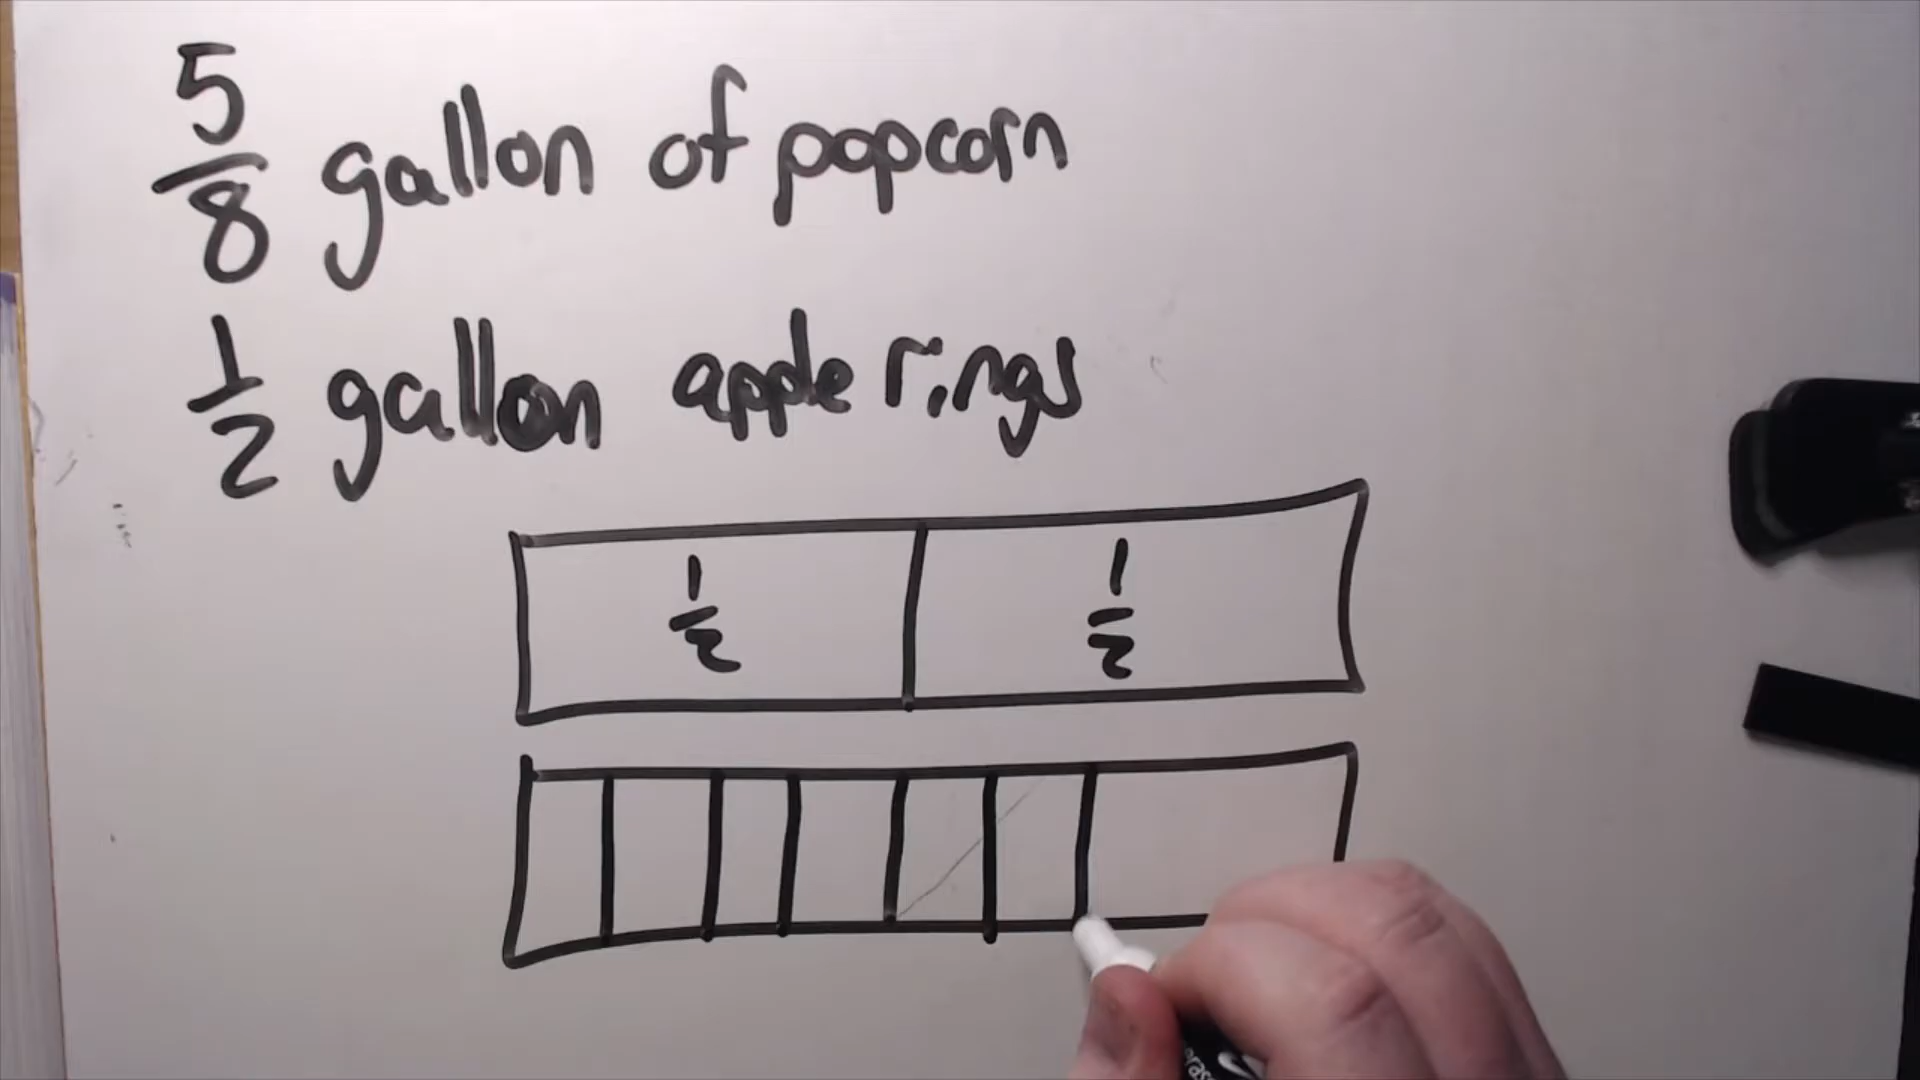 5/8 gallon of popcorn
1/2 gallon apple rings
1/2 1/2